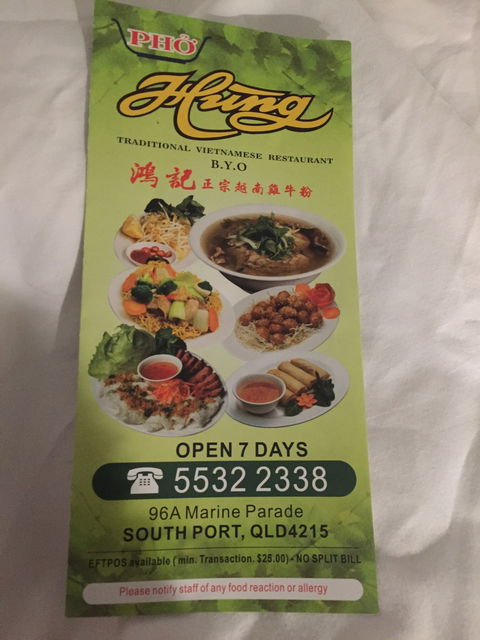 PHỞ
Hùng
TRADITIONAL VIETNAMESE RESTAURANT
B.Y.O
鴻記正宗越南雞牛粉
OPEN 7 DAYS
5532 2338
96A Marine Parade
SOUTH PORT, QLD4215
EFTPOS available ( min. Transaction. $25.00) - NO SPLIT BILL
Please notify staff of any food reaction or allergy